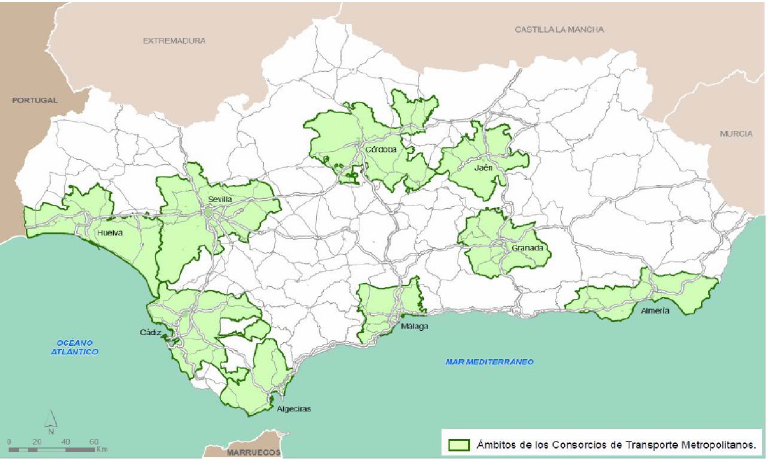 CASTILLA LA MANCHA
EXTREMADURA
PORTUGAL
MURCIA
Córdoba
Jaén
Sevilla
Huelva
Granada
Almería
Málaga
Cádiz
OCEANO
ATLÁNTICO
MAR MEDITERRÁNEO
Algeciras
N
0 20 40 60
Km
MARRUECOS
Ámbitos de los Consorcios de Transporte Metropolitanos.